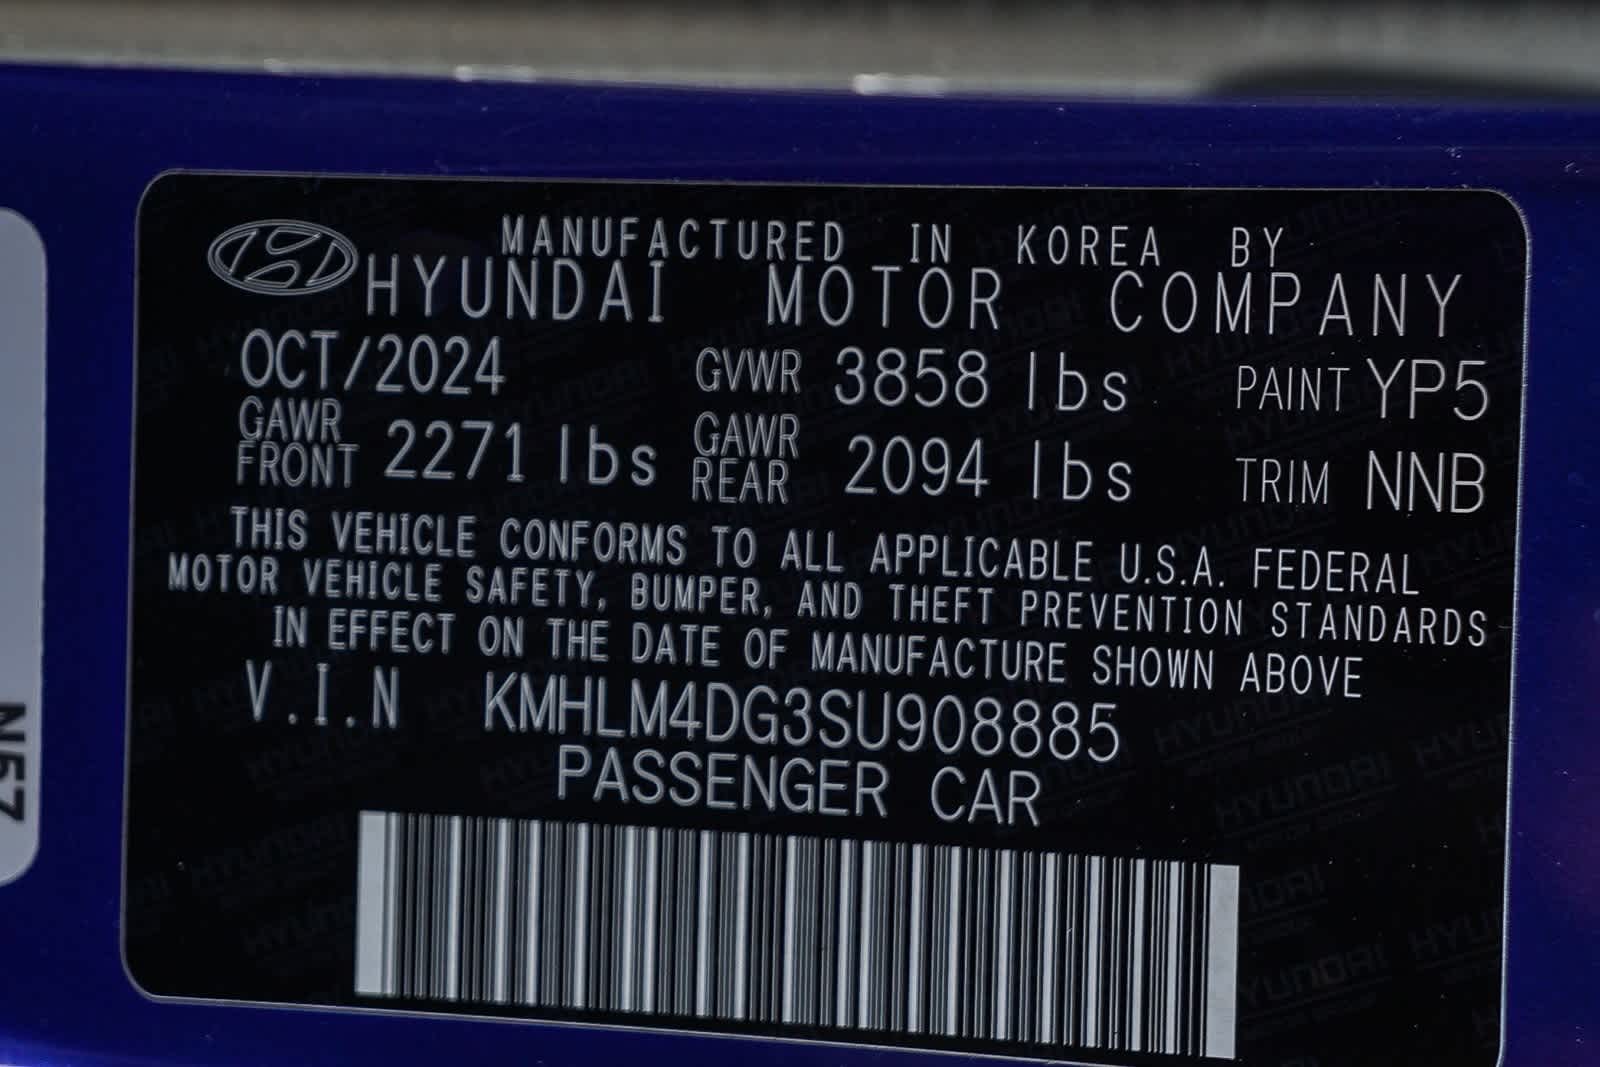 MANUFACTURED IN KOREA BY
HYUNDAI MOTOR COMPANY
OCT/2024 GVWR 3858 lbs PAINT YP5
GAWR FRONT 2271 lbs GAWR REAR 2094 lbs TRIM NNB
THIS VEHICLE CONFORMS TO ALL APPLICABLE U.S.A. FEDERAL
MOTOR VEHICLE SAFETY, BUMPER, AND THEFT PREVENTION STANDARDS
IN EFFECT ON THE DATE OF MANUFACTURE SHOWN ABOVE
V.I.N KMHLM4DG3SU908885
PASSENGER CAR